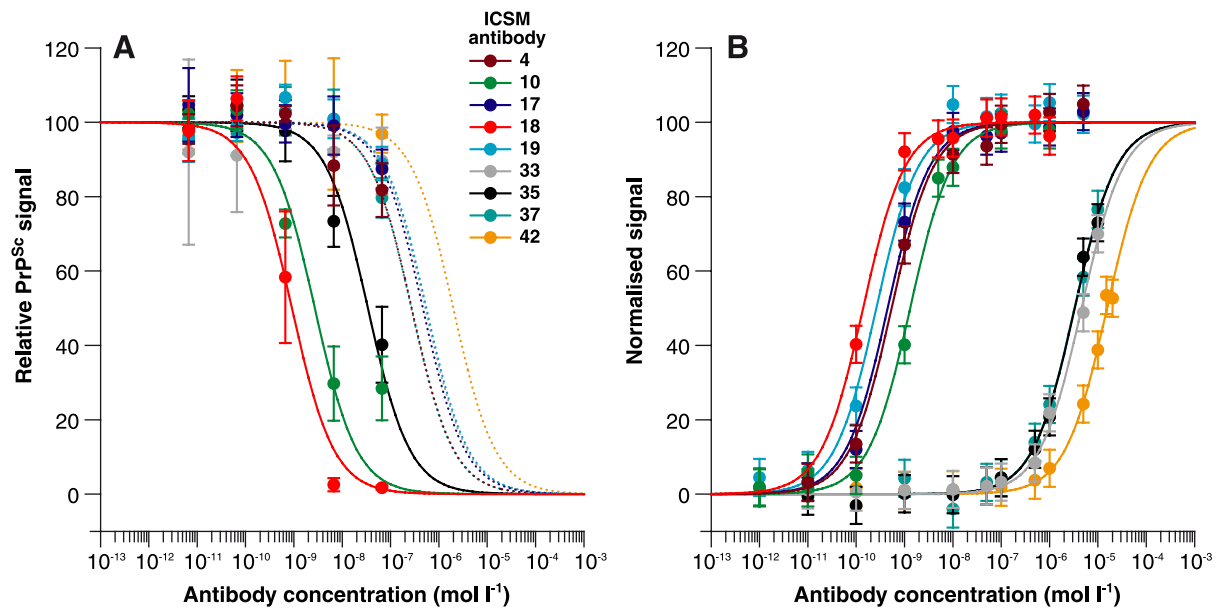 A
Relative PrP^Sc signal
120
100
80
60
40
20
0
10^-13 10^-12 10^-11 10^-10 10^-9 10^-8 10^-7 10^-6 10^-5 10^-4 10^-3
Antibody concentration (mol l^-1)
ICSM
antibody
4
10
17
18
19
33
35
37
42
B
Normalised signal
120
100
80
60
40
20
0
10^-13 10^-12 10^-11 10^-10 10^-9 10^-8 10^-7 10^-6 10^-5 10^-4 10^-3
Antibody concentration (mol l^-1)